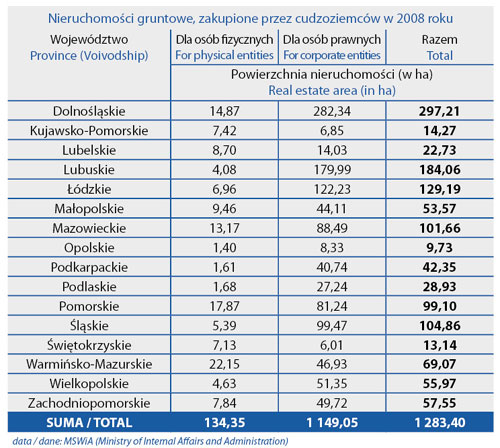 Nieruchomości gruntowe, zakupione przez cudzoziemców w 2008 roku
Województwo Dla osób fizycznych Dla osób prawnych Razem
Province (Voivodship) For physical entities For corporate entities Total
Powierzchnia nieruchomości (w ha)
Real estate area (in ha)
Dolnośląskie 14,87 282,34 297,21
Kujawsko-Pomorskie 7,42 6,85 14,27
Lubelskie 8,70 14,03 22,73
Lubuskie 4,08 179,99 184,06
Łódzkie 6,96 122,23 129,19
Małopolskie 9,46 44,11 53,57
Mazowieckie 13,17 88,49 101,66
Opolskie 1,40 8,33 9,73
Podkarpackie 1,61 40,74 42,35
Podlaskie 1,68 27,24 28,93
Pomorskie 17,87 81,24 99,10
Śląskie 5,39 99,47 104,86
Świętokrzyskie 7,13 6,01 13,14
Warmińsko-Mazurskie 22,15 46,93 69,07
Wielkopolskie 4,63 51,35 55,97
Zachodniopomorskie 7,84 49,72 57,55
SUMA / TOTAL 134,35 1 149,05 1 283,40
data / dane: MSWiA (Ministry of Internal Affairs and Administration)